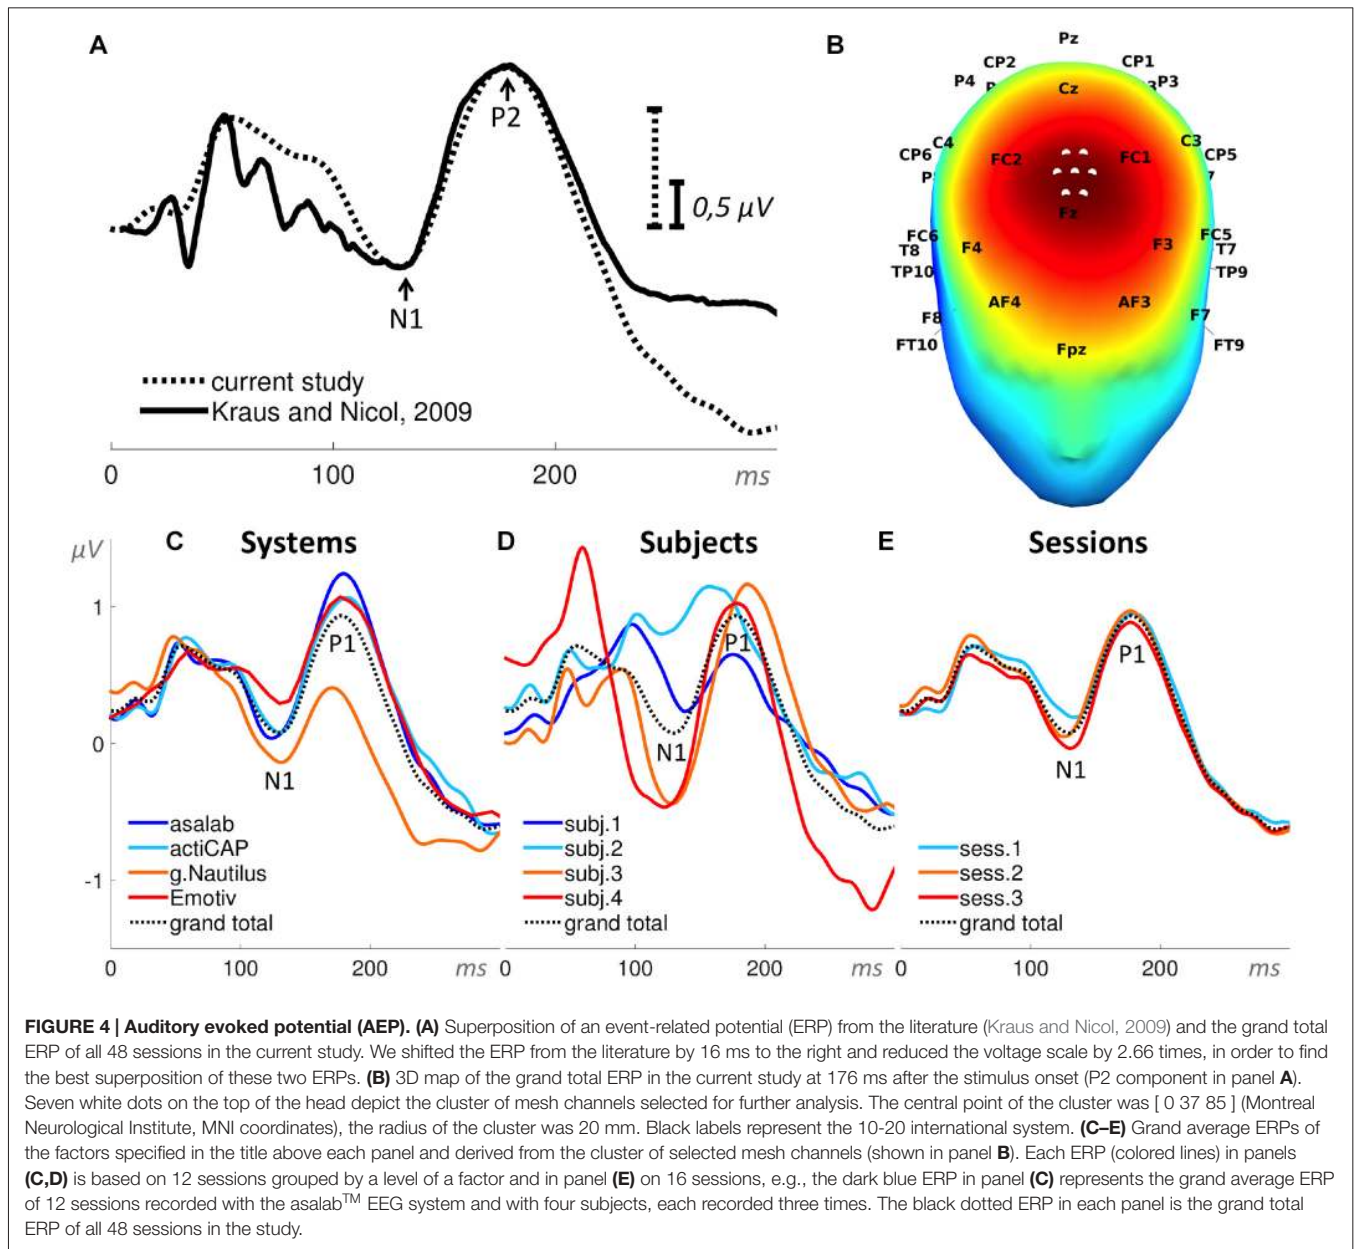 A
P2
0,5 μV
N1
current study
Kraus and Nicol, 2009
0
100
200
ms
B
Pz
CP2
CP1
P4
P3
Cz
C4
C3
CP6
FC2
FC1
CP5
Fz
FC6
FC5
T8
F4
F3
T7
TP10
TP9
AF4
AF3
F8
F7
FT10
Fpz
FT9
μV
C
Systems
1
0
-1
P1
N1
asalab
actiCAP
g.Nautilus
Emotiv
grand total
0
100
200
ms
D
Subjects
P1
N1
subj.1
subj.2
subj.3
subj.4
grand total
0
100
200
ms
E
Sessions
P1
N1
sess.1
sess.2
sess.3
grand total
0
100
200
ms
FIGURE 4 | Auditory evoked potential (AEP). (A) Superposition of an event-related potential (ERP) from the literature (Kraus and Nicol, 2009) and the grand total
ERP of all 48 sessions in the current study. We shifted the ERP from the literature by 16 ms to the right and reduced the voltage scale by 2.66 times, in order to find
the best superposition of these two ERPs. (B) 3D map of the grand total ERP in the current study at 176 ms after the stimulus onset (P2 component in panel A).
Seven white dots on the top of the head depict the cluster of mesh channels selected for further analysis. The central point of the cluster was [ 0 37 85 ] (Montreal
Neurological Institute, MNI coordinates), the radius of the cluster was 20 mm. Black labels represent the 10-20 international system. (C–E) Grand average ERPs of
the factors specified in the title above each panel and derived from the cluster of selected mesh channels (shown in panel B). Each ERP (colored lines) in panels
(C,D) is based on 12 sessions grouped by a level of a factor and in panel (E) on 16 sessions, e.g., the dark blue ERP in panel (C) represents the grand average ERP
of 12 sessions recorded with the asalab™ EEG system and with four subjects, each recorded three times. The black dotted ERP in each panel is the grand total
ERP of all 48 sessions in the study.